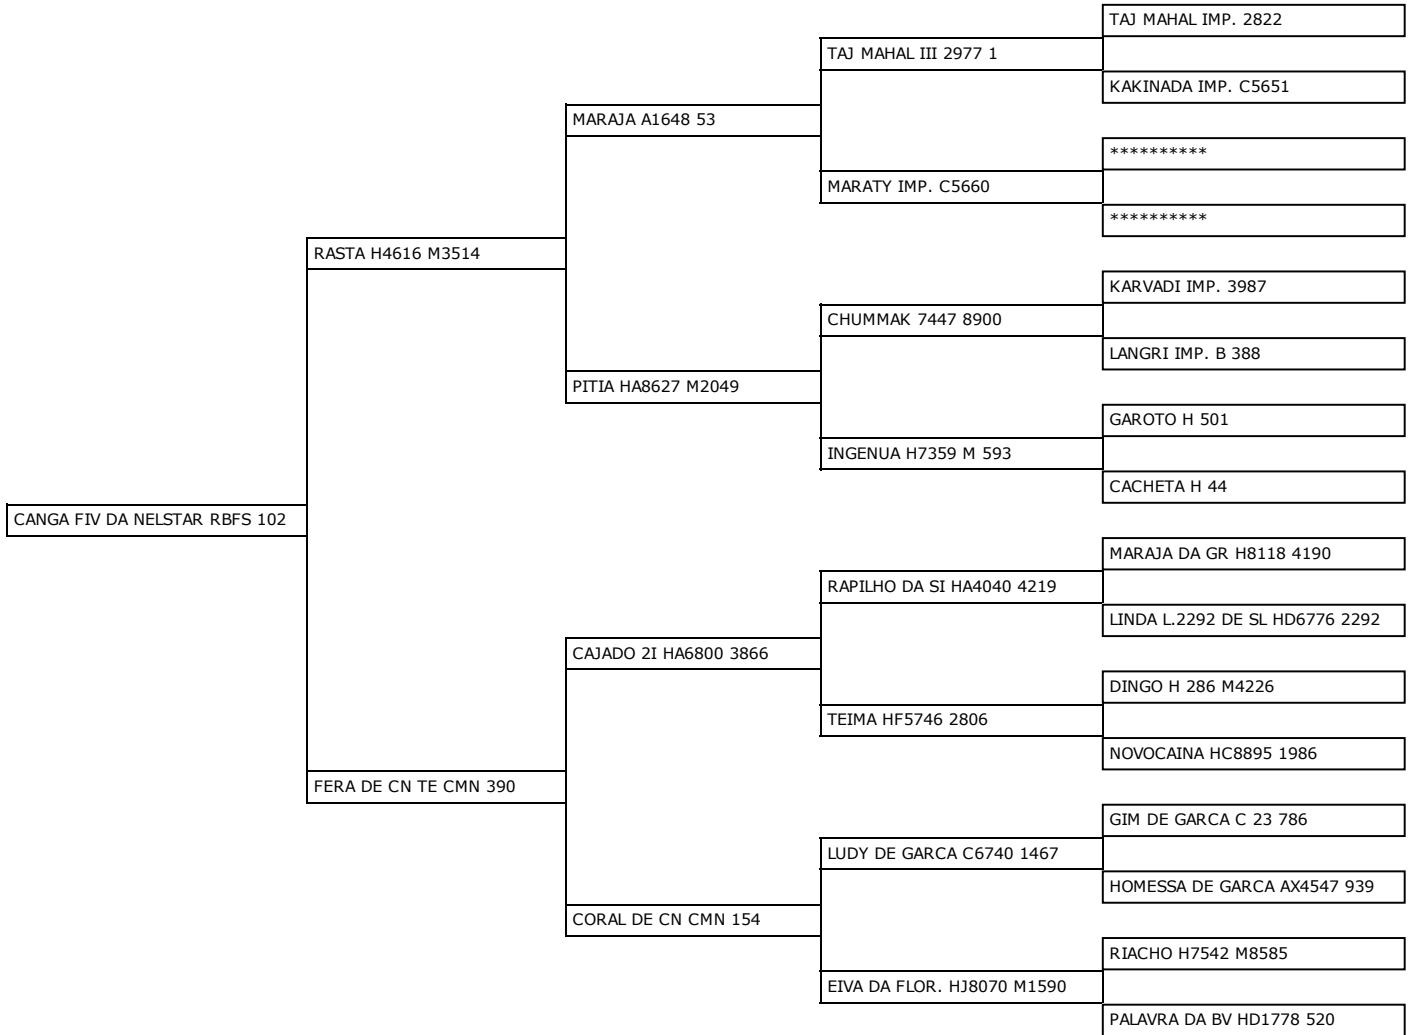 TAJ MAHAL IMP. 2822
TAJ MAHAL III 2977 1
KAKINADA IMP. C5651
MARAJA A1648 53
**********
MARATY IMP. C5660
**********
RASTA H4616 M3514
KARVADI IMP. 3987
CHUMMAK 7447 8900
LANGRI IMP. B 388
PITIA HA8627 M2049
GAROTO H 501
INGENUA H7359 M 593
CACHETA H 44
CANGA FIV DA NELSTAR RBFS 102
MARAJA DA GR H8118 4190
RAPILHO DA SI HA4040 4219
LINDA L.2292 DE SL HD6776 2292
CAJADO 2I HA6800 3866
DINGO H 286 M4226
TEIMA HF5746 2806
NOVOCAINA HC8895 1986
FERA DE CN TE CMN 390
GIM DE GARCA C 23 786
LUDY DE GARCA C6740 1467
HOMESSA DE GARCA AX4547 939
CORAL DE CN CMN 154
RIACHO H7542 M8585
EIVA DA FLOR. HJ8070 M1590
PALAVRA DA BV HD1778 520